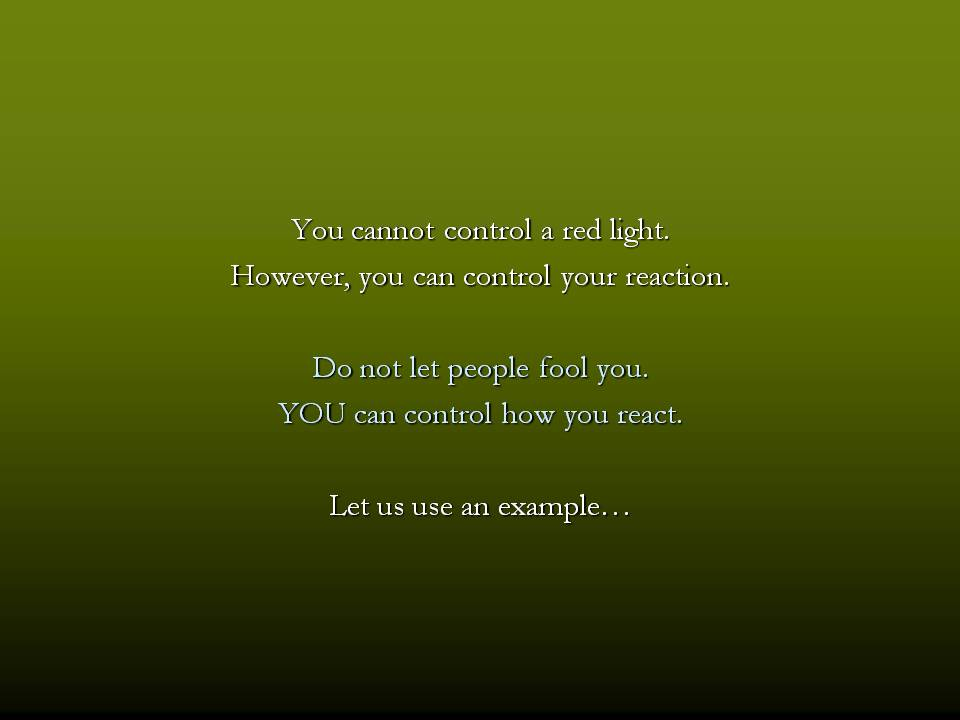 You cannot control a red light.
However, you can control your reaction.
Do not let people fool you.
YOU can control how you react.
Let us use an example…